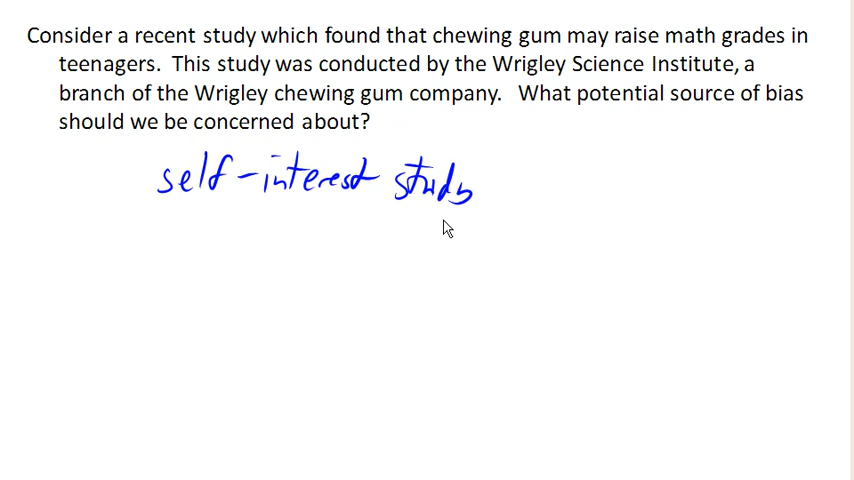 Consider a recent study which found that chewing gum may raise math grades in
teenagers. This study was conducted by the Wrigley Science Institute, a
branch of the Wrigley chewing gum company. What potential source of bias
should we be concerned about?
self-interest study